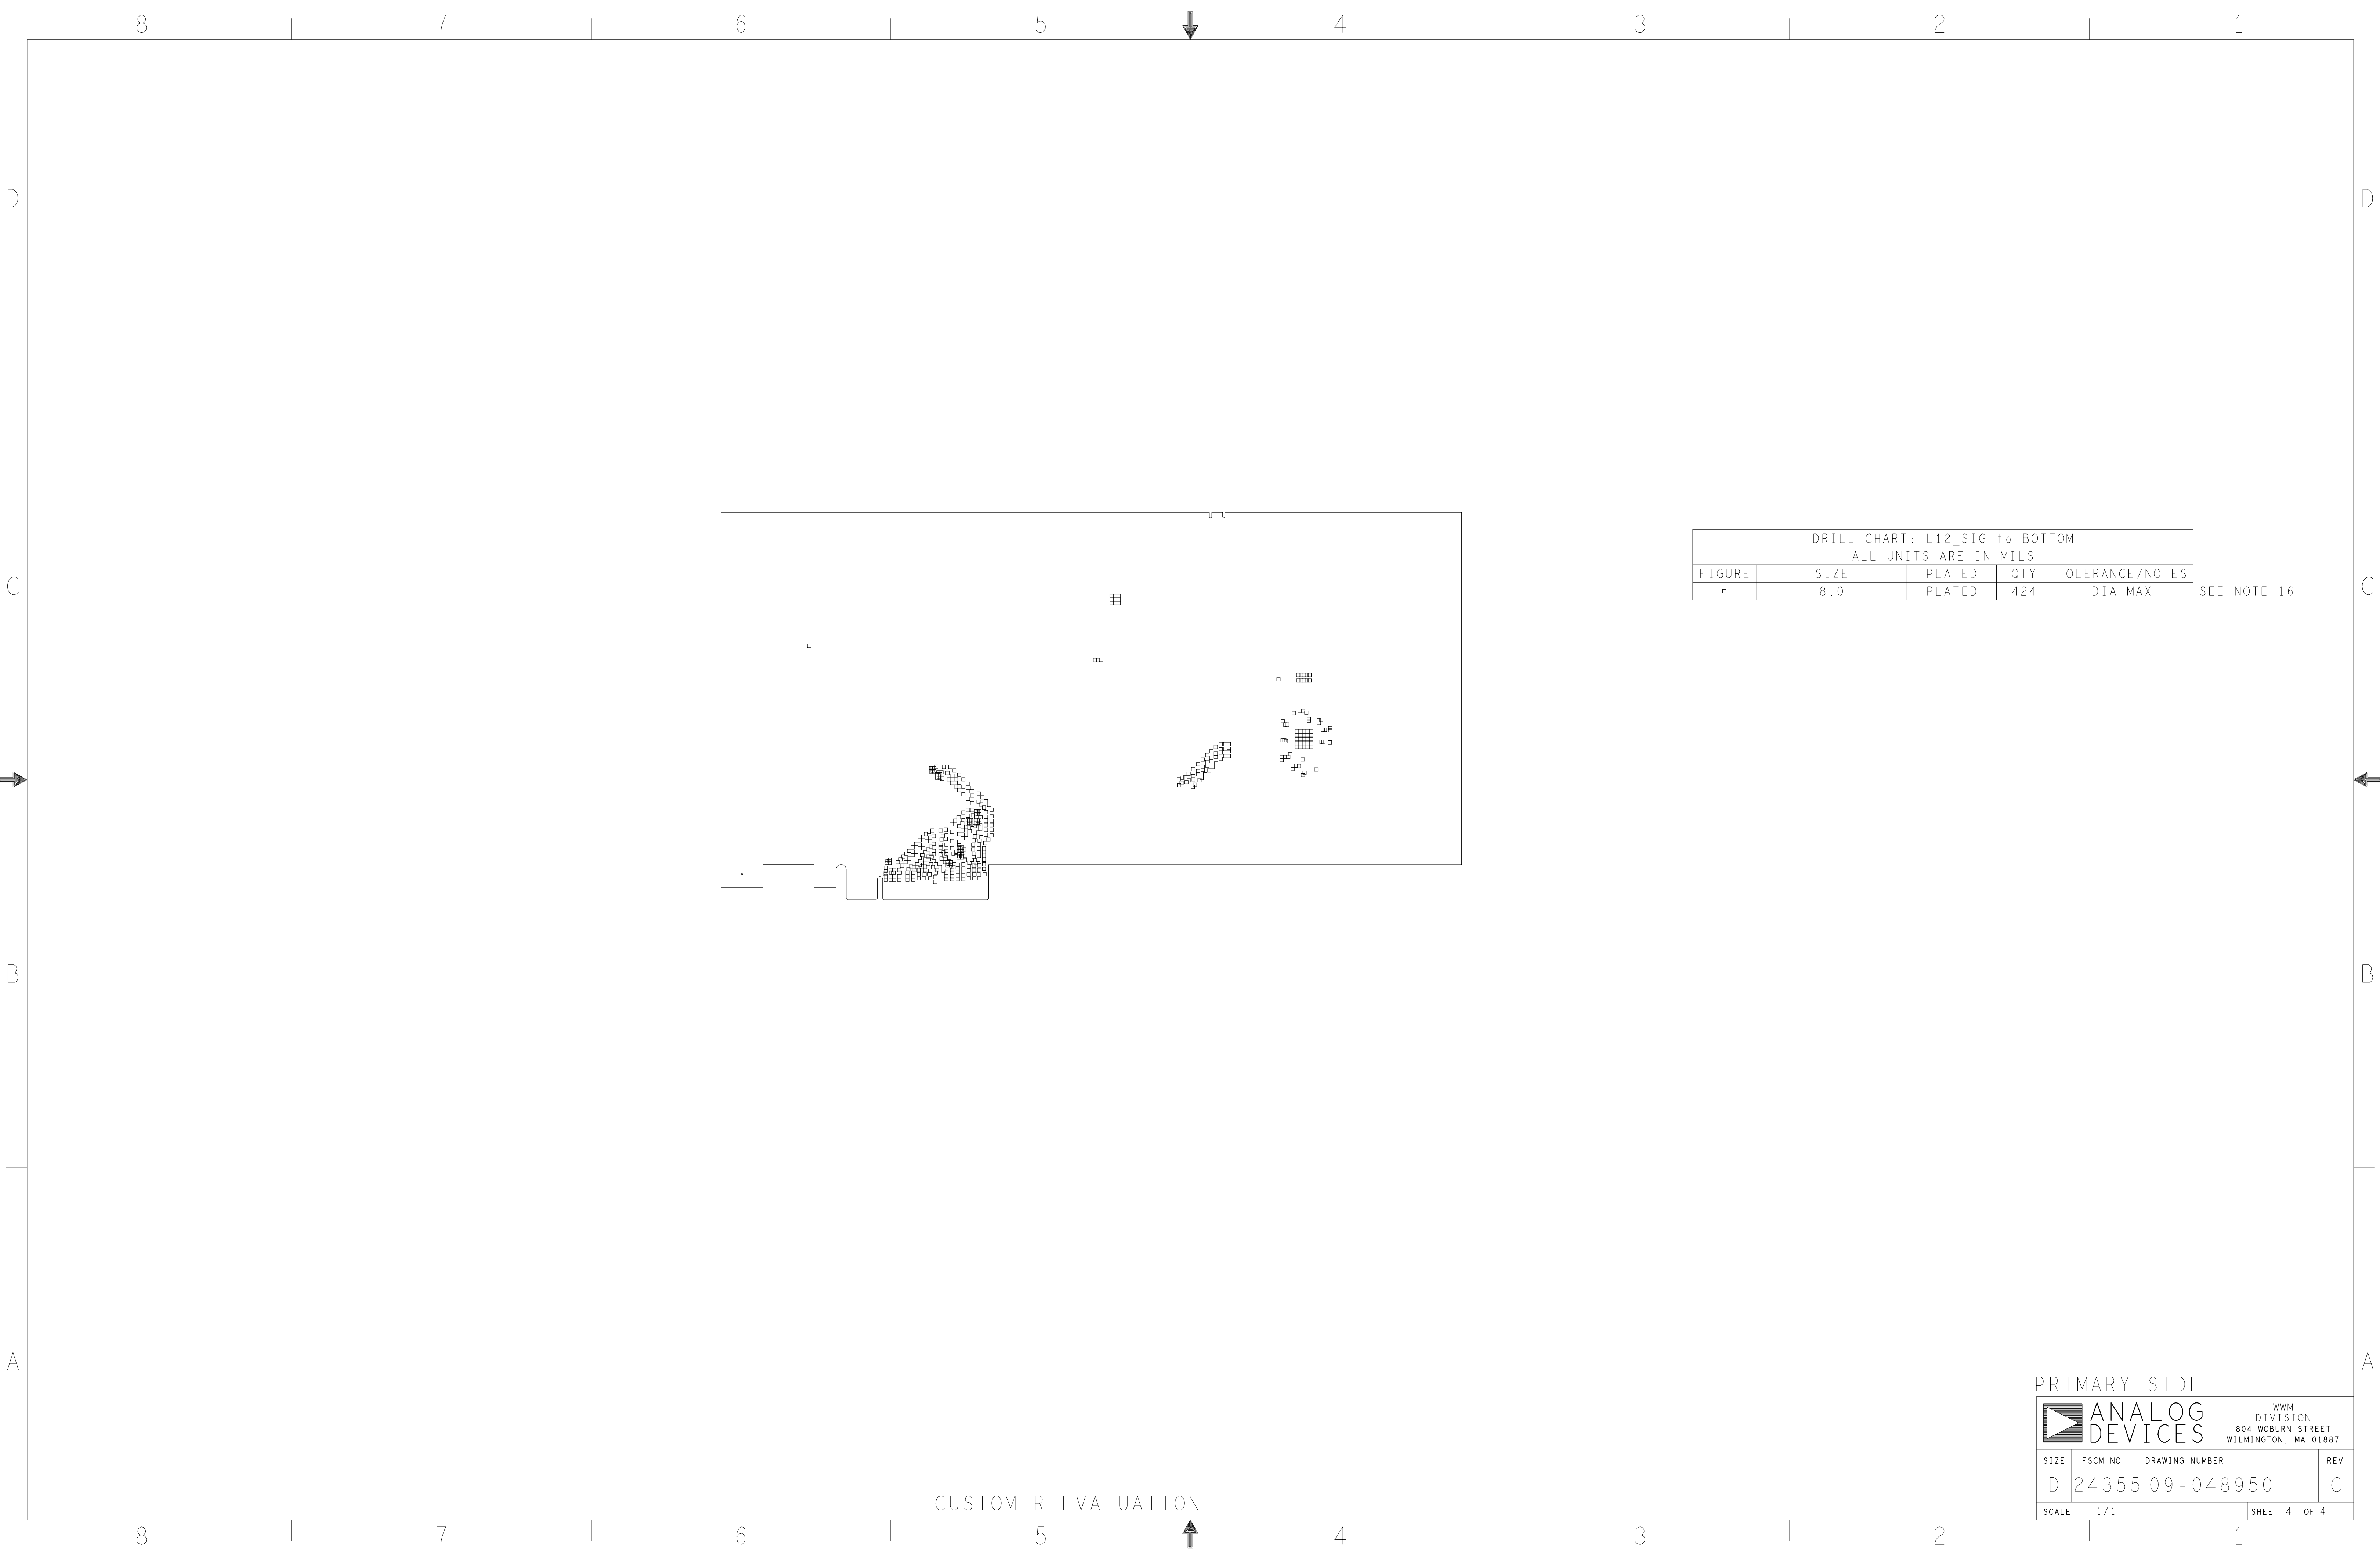 8 7 6 5 4 3 2 1
D D
DRILL CHART: L12_SIG to BOTTOM
ALL UNITS ARE IN MILS
FIGURE SIZE PLATED QTY TOLERANCE/NOTES
8.0 PLATED 424 DIA MAX SEE NOTE 16
C C
B B
A A
PRIMARY SIDE
ANALOG DEVICES
WWM
DIVISION
804 WOBURN STREET
WILMINGTON, MA 01887
SIZE FSCM NO DRAWING NUMBER REV
D 24355 09-048950 C
SCALE 1/1 SHEET 4 OF 4
CUSTOMER EVALUATION
8 7 6 5 4 3 2 1